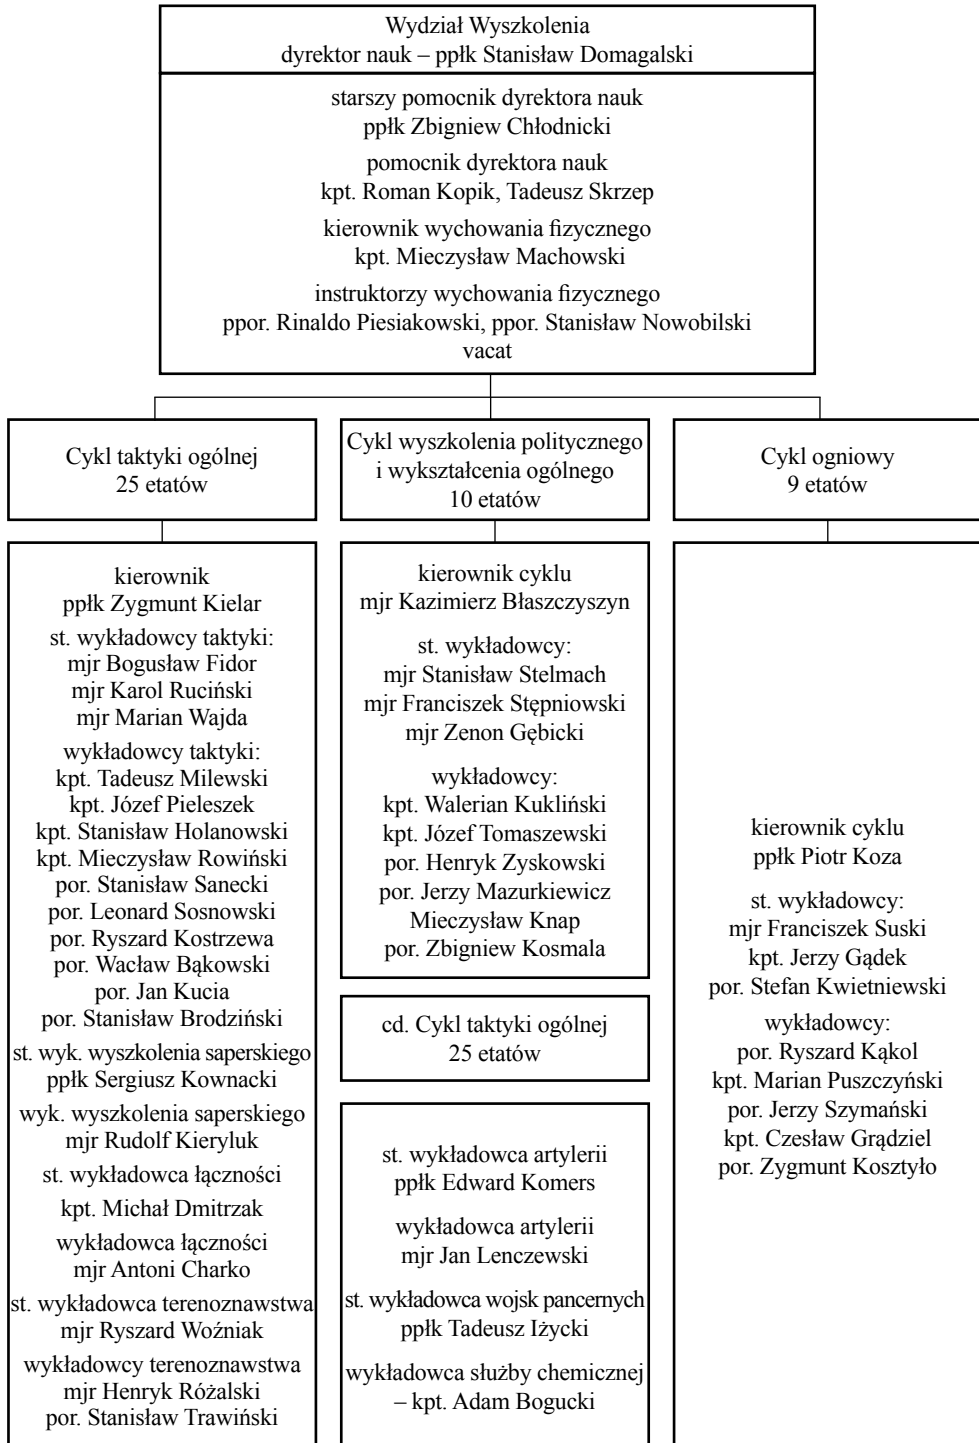 Wydział Wyszkolenia
dyrektor nauk – ppłk Stanisław Domagalski
starszy pomocnik dyrektora nauk
ppłk Zbigniew Chłodnicki
pomocnik dyrektora nauk
kpt. Roman Kopik, Tadeusz Skrzep
kierownik wychowania fizycznego
kpt. Mieczysław Machowski
instruktorzy wychowania fizycznego
ppor. Rinaldo Piesiakowski, ppor. Stanisław Nowobilski
vacat
Cykl taktyki ogólnej
25 etatów
kierownik
ppłk Zygmunt Kielar
st. wykładowcy taktyki:
mjr Bogusław Fidor
mjr Karol Ruciński
mjr Marian Wajda
wykładowcy taktyki:
kpt. Tadeusz Milewski
kpt. Józef Pieleszek
kpt. Stanisław Holanowski
kpt. Mieczysław Rowiński
por. Stanisław Sanecki
por. Leonard Sosnowski
por. Ryszard Kostrzewa
por. Wacław Bąkowski
por. Jan Kucia
por. Stanisław Brodziński
st. wyk. wyszkolenia saperskiego
ppłk Sergiusz Kownacki
wyk. wyszkolenia saperskiego
mjr Rudolf Kieryluk
st. wykładowca łączności
kpt. Michał Dmitrzak
wykładowca łączności
mjr Antoni Charko
st. wykładowca terenoznawstwa
mjr Ryszard Woźniak
wykładowcy terenoznawstwa
mjr Henryk Różalski
por. Stanisław Trawiński
Cykl wyszkolenia politycznego
i wykształcenia ogólnego
10 etatów
kierownik cyklu
mjr Kazimierz Błaszczyszyn
st. wykładowcy:
mjr Stanisław Stelmach
mjr Franciszek Stępniowski
mjr Zenon Gębicki
wykładowcy:
kpt. Walerian Kukliński
kpt. Józef Tomaszewski
por. Henryk Zyskowski
por. Jerzy Mazurkiewicz
Mieczysław Knap
por. Zbigniew Kosmala
cd. Cykl taktyki ogólnej
25 etatów
st. wykładowca artylerii
ppłk Edward Komers
wykładowca artylerii
mjr Jan Lenczewski
st. wykładowca wojsk pancernych
ppłk Tadeusz Iżycki
wykładowca służby chemicznej
– kpt. Adam Bogucki
Cykl ogniowy
9 etatów
kierownik cyklu
ppłk Piotr Koza
st. wykładowcy:
mjr Franciszek Suski
kpt. Jerzy Gądek
por. Stefan Kwietniewski
wykładowcy:
por. Ryszard Kąkol
kpt. Marian Puszczyński
por. Jerzy Szymański
kpt. Czesław Grądziel
por. Zygmunt Kosztyło